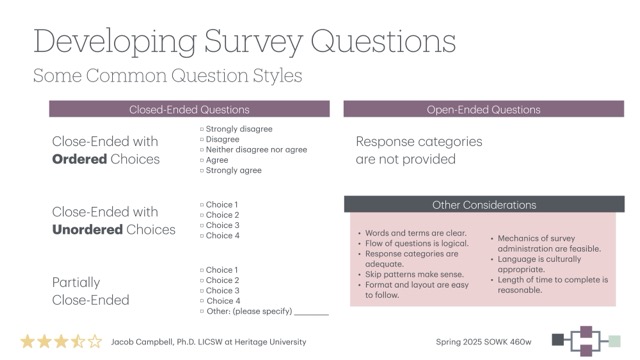 Developing Survey Questions
Some Common Question Styles
Closed-Ended Questions
Close-Ended with
Ordered Choices
Strongly disagree
Disagree
Neither disagree nor agree
Agree
Strongly agree
Close-Ended with
Unordered Choices
Choice 1
Choice 2
Choice 3
Choice 4
Partially
Close-Ended
Choice 1
Choice 2
Choice 3
Choice 4
Other: (please specify) ________
Open-Ended Questions
Response categories
are not provided
Other Considerations
Words and terms are clear.
Flow of questions is logical.
Response categories are
adequate.
Skip patterns make sense.
Format and layout are easy
to follow.
Mechanics of survey
administration are feasible.
Language is culturally
appropriate.
Length of time to complete is
reasonable.
Jacob Campbell, Ph.D. LICSW at Heritage University
Spring 2025 SOWK 460w